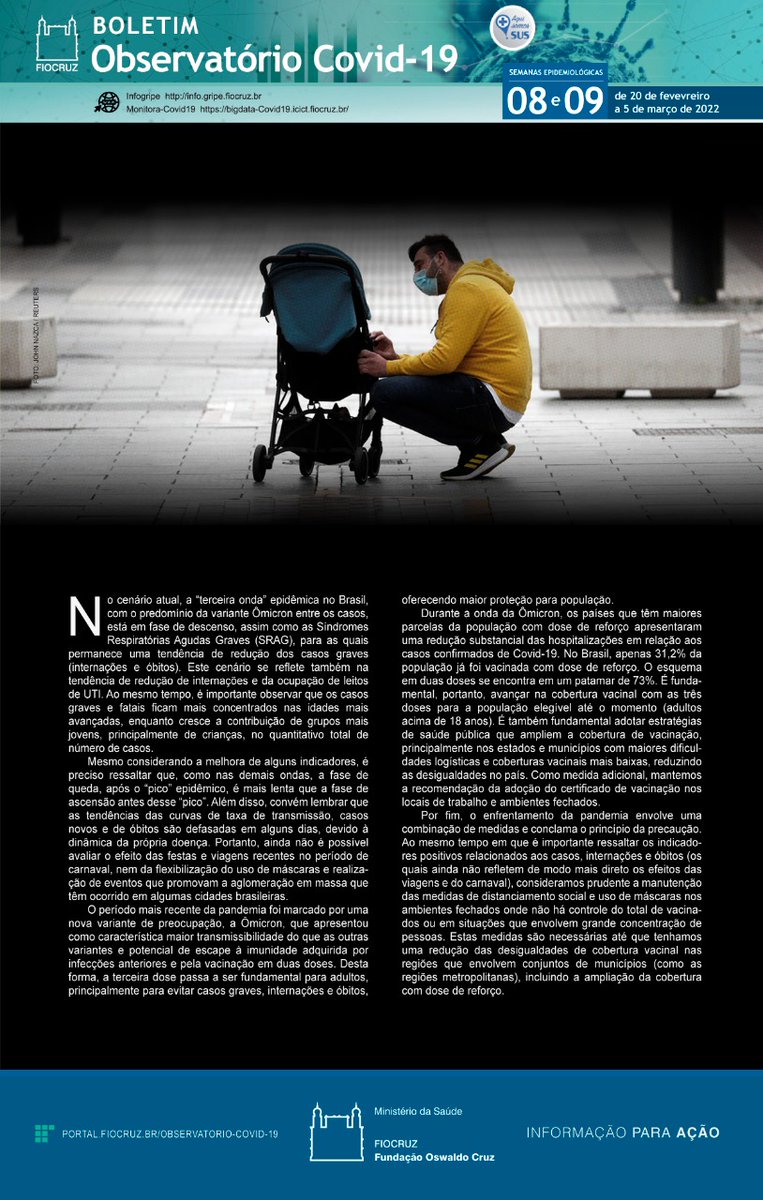 BOLETIM
Observatório Covid-19
FIOCRUZ
Aqui
somos
SUS
SEMANAS EPIDEMIOLÓGICAS
08 e 09
de 20 de fevevreiro
a 5 de março de 2022
Infogripe http://info.gripe.fiocruz.br
Monitora-Covid19 https://bigdata-Covid19.icict.fiocruz.br/
FOTO: JOHN NAZCA / REUTERS
No cenário atual, a “terceira onda” epidêmica no Brasil,
com o predomínio da variante Ômicron entre os casos,
está em fase de descenso, assim como as Síndromes
Respiratórias Agudas Graves (SRAG), para as quais
permanece uma tendência de redução dos casos graves
(internações e óbitos). Este cenário se reflete também na
tendência de redução de internações e da ocupação de leitos
de UTI. Ao mesmo tempo, é importante observar que os casos
graves e fatais ficam mais concentrados nas idades mais
avançadas, enquanto cresce a contribuição de grupos mais
jovens, principalmente de crianças, no quantitativo total de
número de casos.
Mesmo considerando a melhora de alguns indicadores, é
preciso ressaltar que, como nas demais ondas, a fase de
queda, após o “pico” epidêmico, é mais lenta que a fase de
ascensão antes desse “pico”. Além disso, convém lembrar que
as tendências das curvas de taxa de transmissão, casos
novos e de óbitos são defasadas em alguns dias, devido à
dinâmica da própria doença. Portanto, ainda não é possível
avaliar o efeito das festas e viagens recentes no período de
carnaval, nem da flexibilização do uso de máscaras e realiza-
ção de eventos que promovam a aglomeração em massa que
têm ocorrido em algumas cidades brasileiras.
O período mais recente da pandemia foi marcado por uma
nova variante de preocupação, a Ômicron, que apresentou
como característica maior transmissibilidade do que as outras
variantes e potencial de escape à imunidade adquirida por
infecções anteriores e pela vacinação em duas doses. Desta
forma, a terceira dose passa a ser fundamental para adultos,
principalmente para evitar casos graves, internações e óbitos,
oferecendo maior proteção para população.
Durante a onda da Ômicron, os países que têm maiores
parcelas da população com dose de reforço apresentaram
uma redução substancial das hospitalizações em relação aos
casos confirmados de Covid-19. No Brasil, apenas 31,2% da
população já foi vacinada com dose de reforço. O esquema
em duas doses se encontra em um patamar de 73%. É funda-
mental, portanto, avançar na cobertura vacinal com as três
doses para a população elegível até o momento (adultos
acima de 18 anos). É também fundamental adotar estratégias
de saúde pública que ampliem a cobertura de vacinação,
principalmente nos estados e municípios com maiores dificul-
dades logísticas e coberturas vacinais mais baixas, reduzindo
as desigualdades no país. Como medida adicional, mantemos
a recomendação da adoção do certificado de vacinação nos
locais de trabalho e ambientes fechados.
Por fim, o enfrentamento da pandemia envolve uma
combinação de medidas e conclama o princípio da precaução.
Ao mesmo tempo em que é importante ressaltar os indicado-
res positivos relacionados aos casos, internações e óbitos (os
quais ainda não refletem de modo mais direto os efeitos das
viagens e do carnaval), consideramos prudente a manutenção
das medidas de distanciamento social e uso de máscaras nos
ambientes fechados onde não há controle do total de vacina-
dos ou em situações que envolvem grande concentração de
pessoas. Estas medidas são necessárias até que tenhamos
uma redução das desigualdades de cobertura vacinal nas
regiões que envolvem conjuntos de municípios (como as
regiões metropolitanas), incluindo a ampliação da cobertura
com dose de reforço.
PORTAL.FIOCRUZ.BR/OBSERVATORIO-COVID-19
Ministério da Saúde
FIOCRUZ
Fundação Oswaldo Cruz
INFORMAÇÃO PARA AÇÃO